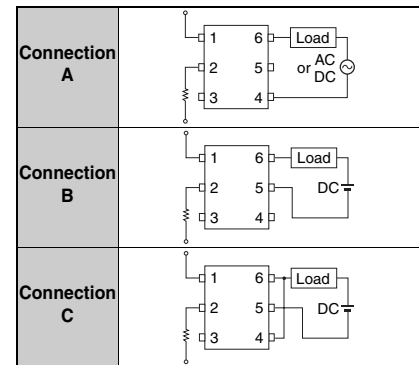 Connection
A
1 6 Load
2 5 or AC
DC
3 4
Connection
B
1 6 Load
2 5 DC
3 4
Connection
C
1 6 Load
2 5 DC
3 4